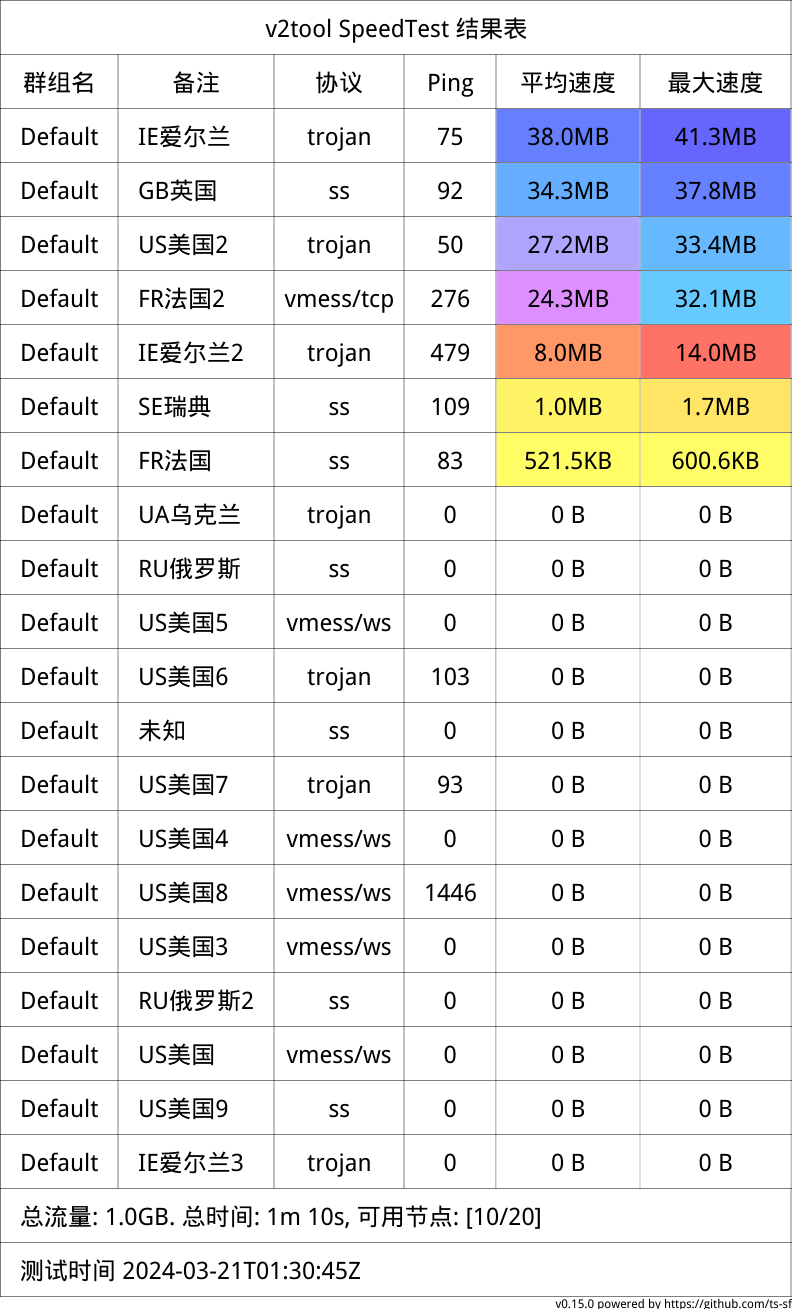 v2tool SpeedTest 结果表
群组名 备注 协议 Ping 平均速度 最大速度
Default IE爱尔兰 trojan 75 38.0MB 41.3MB
Default GB英国 ss 92 34.3MB 37.8MB
Default US美国2 trojan 50 27.2MB 33.4MB
Default FR法国2 vmess/tcp 276 24.3MB 32.1MB
Default IE爱尔兰2 trojan 479 8.0MB 14.0MB
Default SE瑞典 ss 109 1.0MB 1.7MB
Default FR法国 ss 83 521.5KB 600.6KB
Default UA乌克兰 trojan 0 0 B 0 B
Default RU俄罗斯 ss 0 0 B 0 B
Default US美国5 vmess/ws 0 0 B 0 B
Default US美国6 trojan 103 0 B 0 B
Default 未知 ss 0 0 B 0 B
Default US美国7 trojan 93 0 B 0 B
Default US美国4 vmess/ws 0 0 B 0 B
Default US美国8 vmess/ws 1446 0 B 0 B
Default US美国3 vmess/ws 0 0 B 0 B
Default RU俄罗斯2 ss 0 0 B 0 B
Default US美国 vmess/ws 0 0 B 0 B
Default US美国9 ss 0 0 B 0 B
Default IE爱尔兰3 trojan 0 0 B 0 B
总流量: 1.0GB. 总时间: 1m 10s, 可用节点: [10/20]
测试时间 2024-03-21T01:30:45Z
v0.15.0 powered by https://github.com/ts-sf